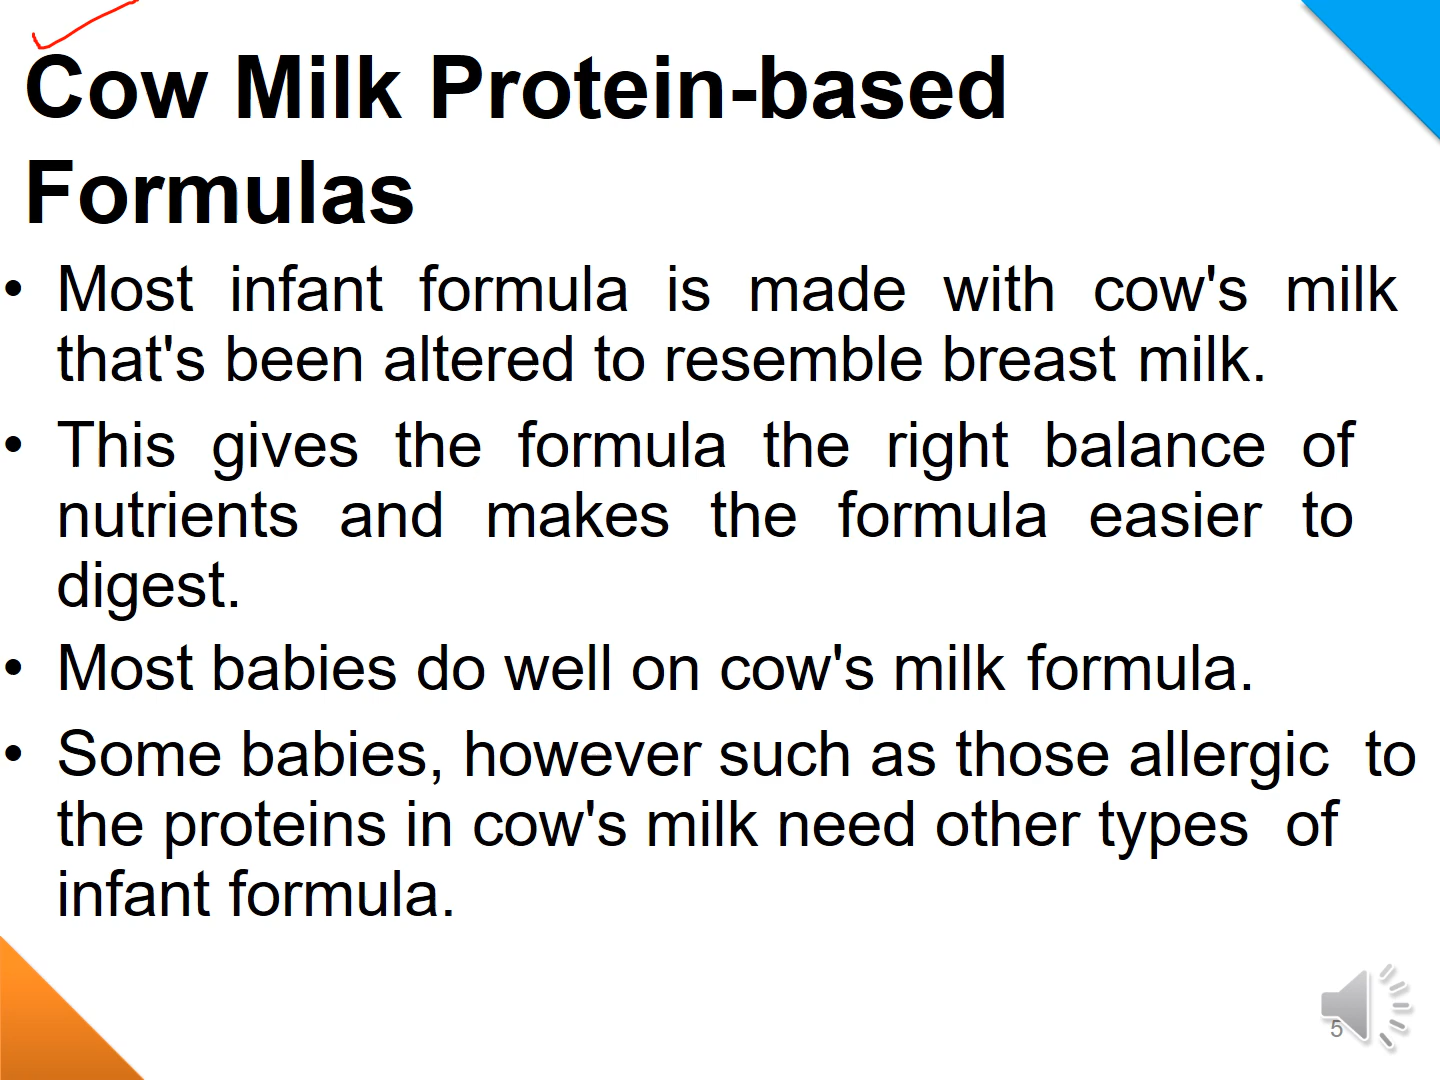 Cow Milk Protein-based
Formulas
• Most infant formula is made with cow's milk
that's been altered to resemble breast milk.
• This gives the formula the right balance of
nutrients and makes the formula easier to
digest.
• Most babies do well on cow's milk formula.
• Some babies, however such as those allergic to
the proteins in cow's milk need other types of
infant formula.
5